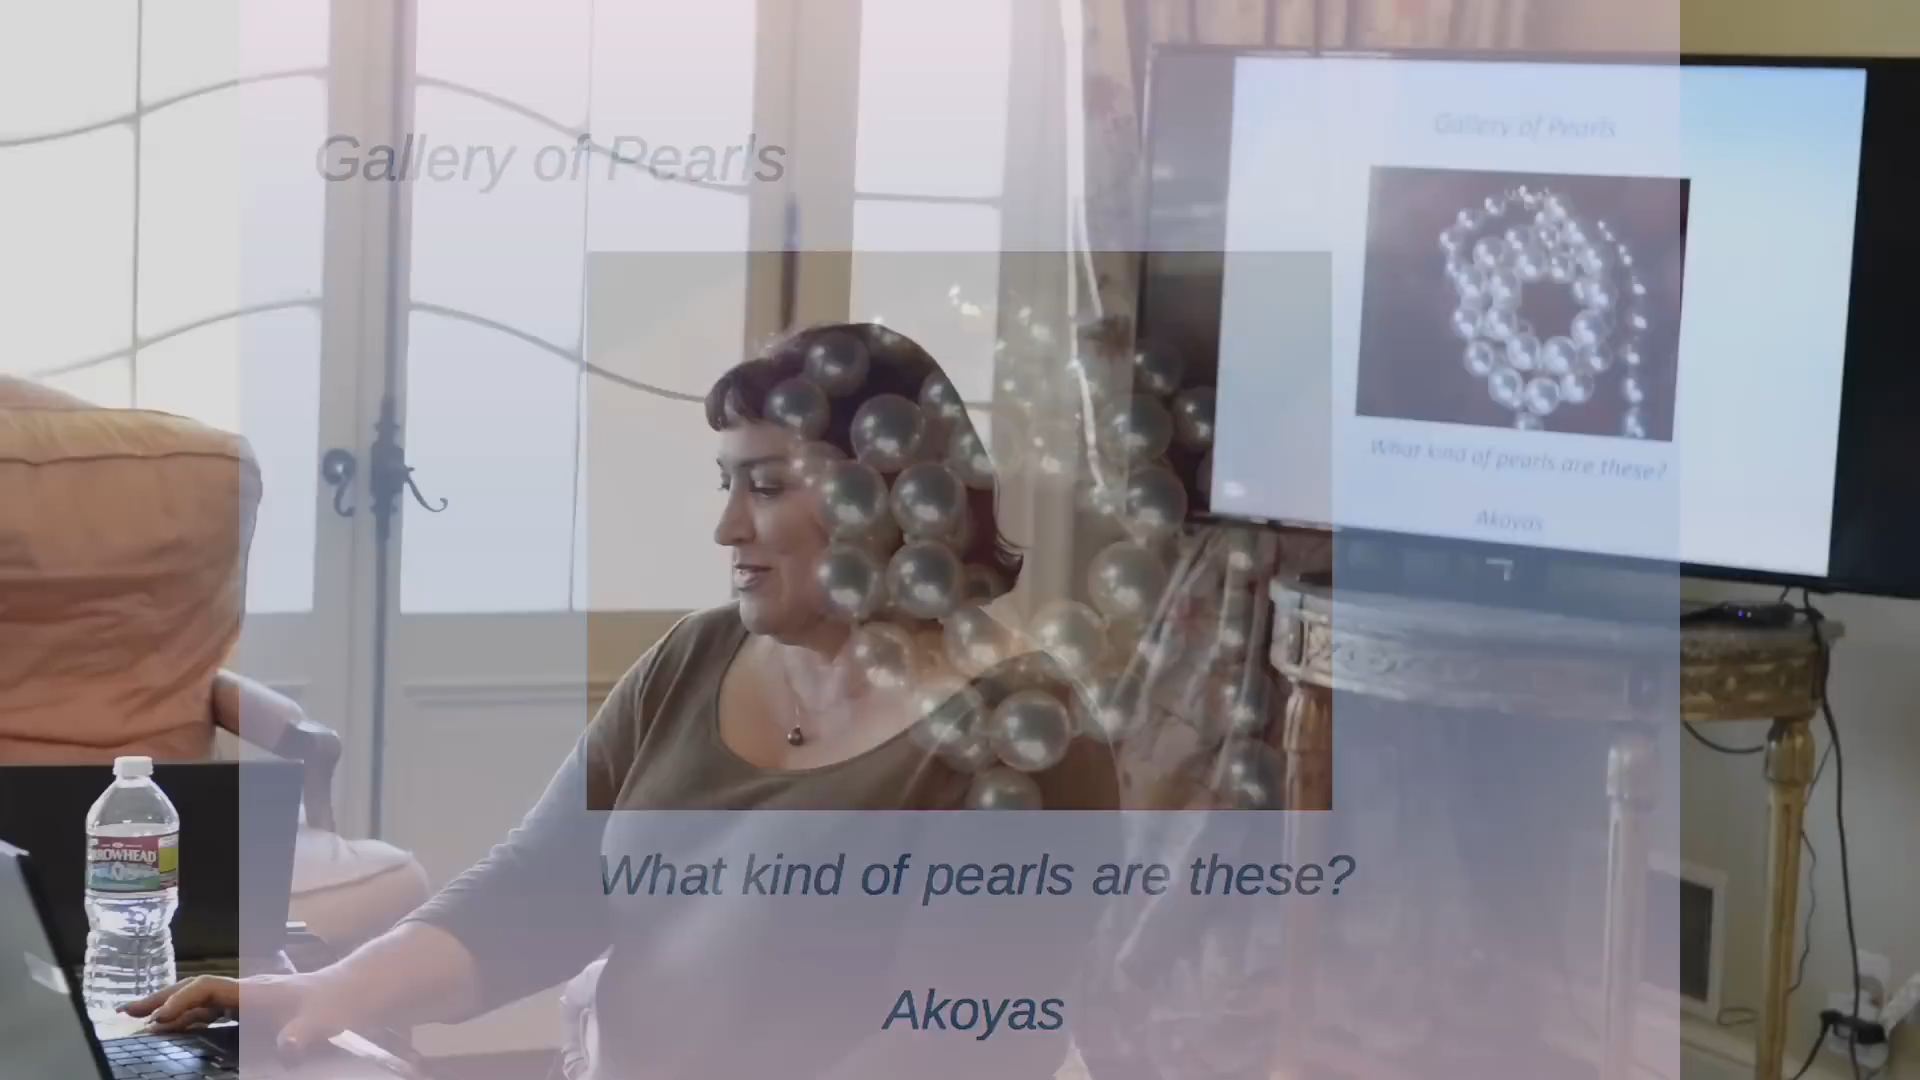 Gallery of Pearls
What kind of pearls are these?
Akoyas
Gallery of Pearls
What kind of pearls are these?
Akoyas
ROWHEAD